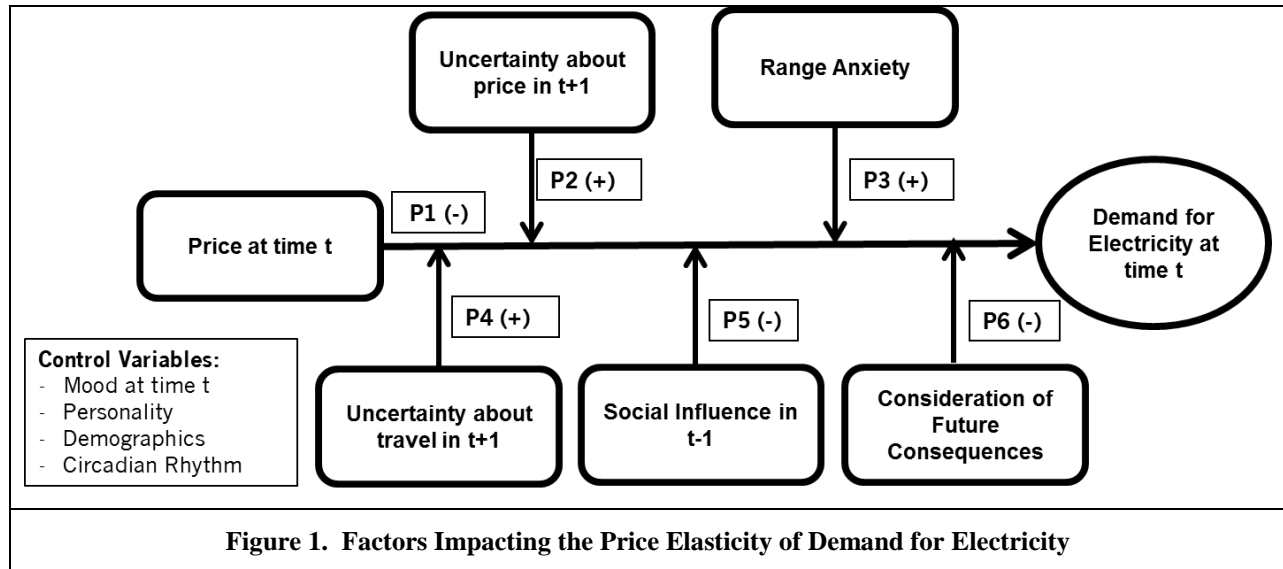 Uncertainty about
price in t+1
Range Anxiety
P2 (+)
P3 (+)
P1 (-)
Price at time t
Demand for
Electricity at
time t
P4 (+)
P5 (-)
P6 (-)
Control Variables:
- Mood at time t
- Personality
- Demographics
- Circadian Rhythm
Uncertainty about
travel in t+1
Social Influence in
t-1
Consideration of
Future
Consequences
Figure 1. Factors Impacting the Price Elasticity of Demand for Electricity